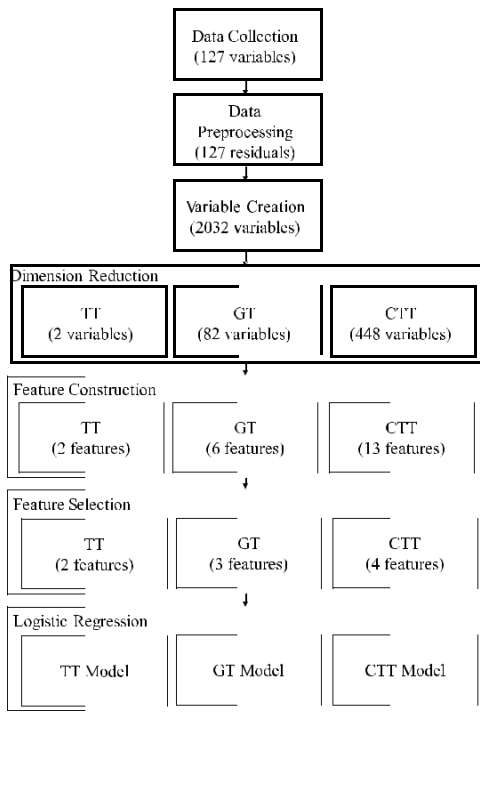 Data Collection
(127 variables)
Data
Preprocessing
(127 residuals)
Variable Creation
(2032 variables)
Dimension Reduction
TT
(2 variables)
GT
(82 variables)
CTT
(448 variables)
Feature Construction
TT
(2 features)
GT
(6 features)
CTT
(13 features)
Feature Selection
TT
(2 features)
GT
(3 features)
CTT
(4 features)
Logistic Regression
TT Model
GT Model
CTT Model